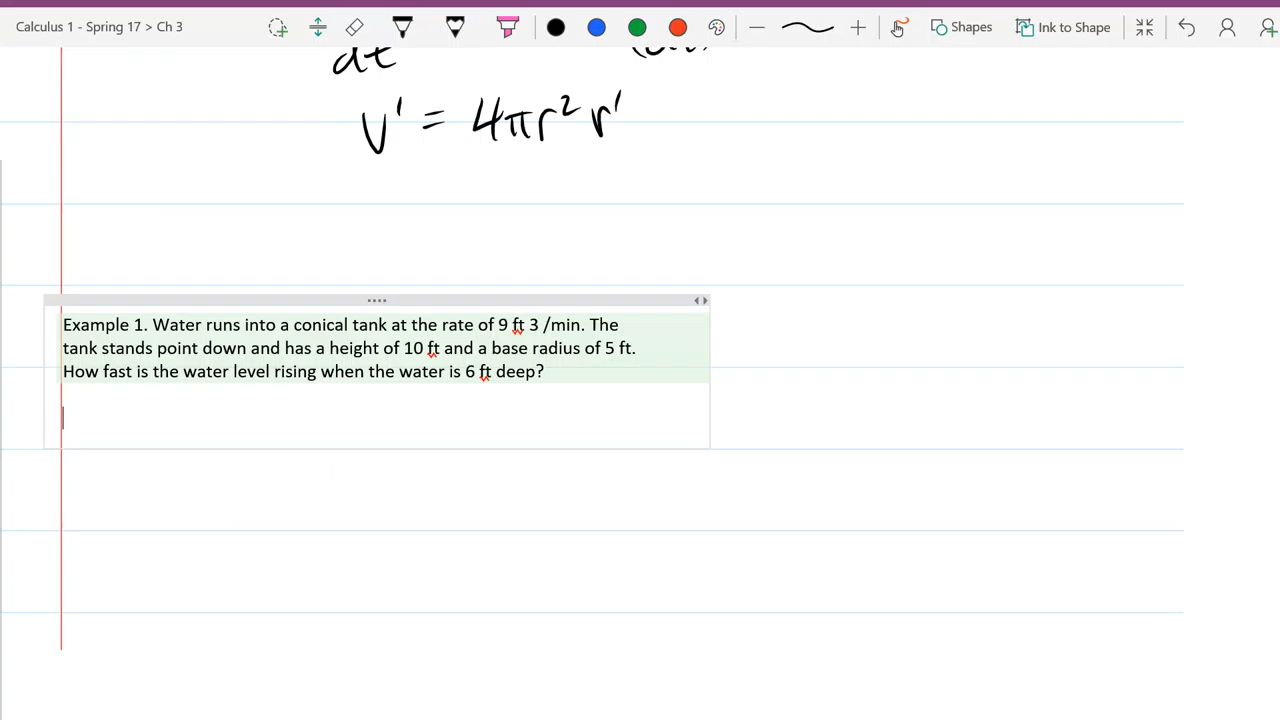 Calculus 1 - Spring 17 > Ch 3
Shapes
Ink to Shape
dt
V' = 4πr² r'
Example 1. Water runs into a conical tank at the rate of 9 ft 3 /min. The
tank stands point down and has a height of 10 ft and a base radius of 5 ft.
How fast is the water level rising when the water is 6 ft deep?